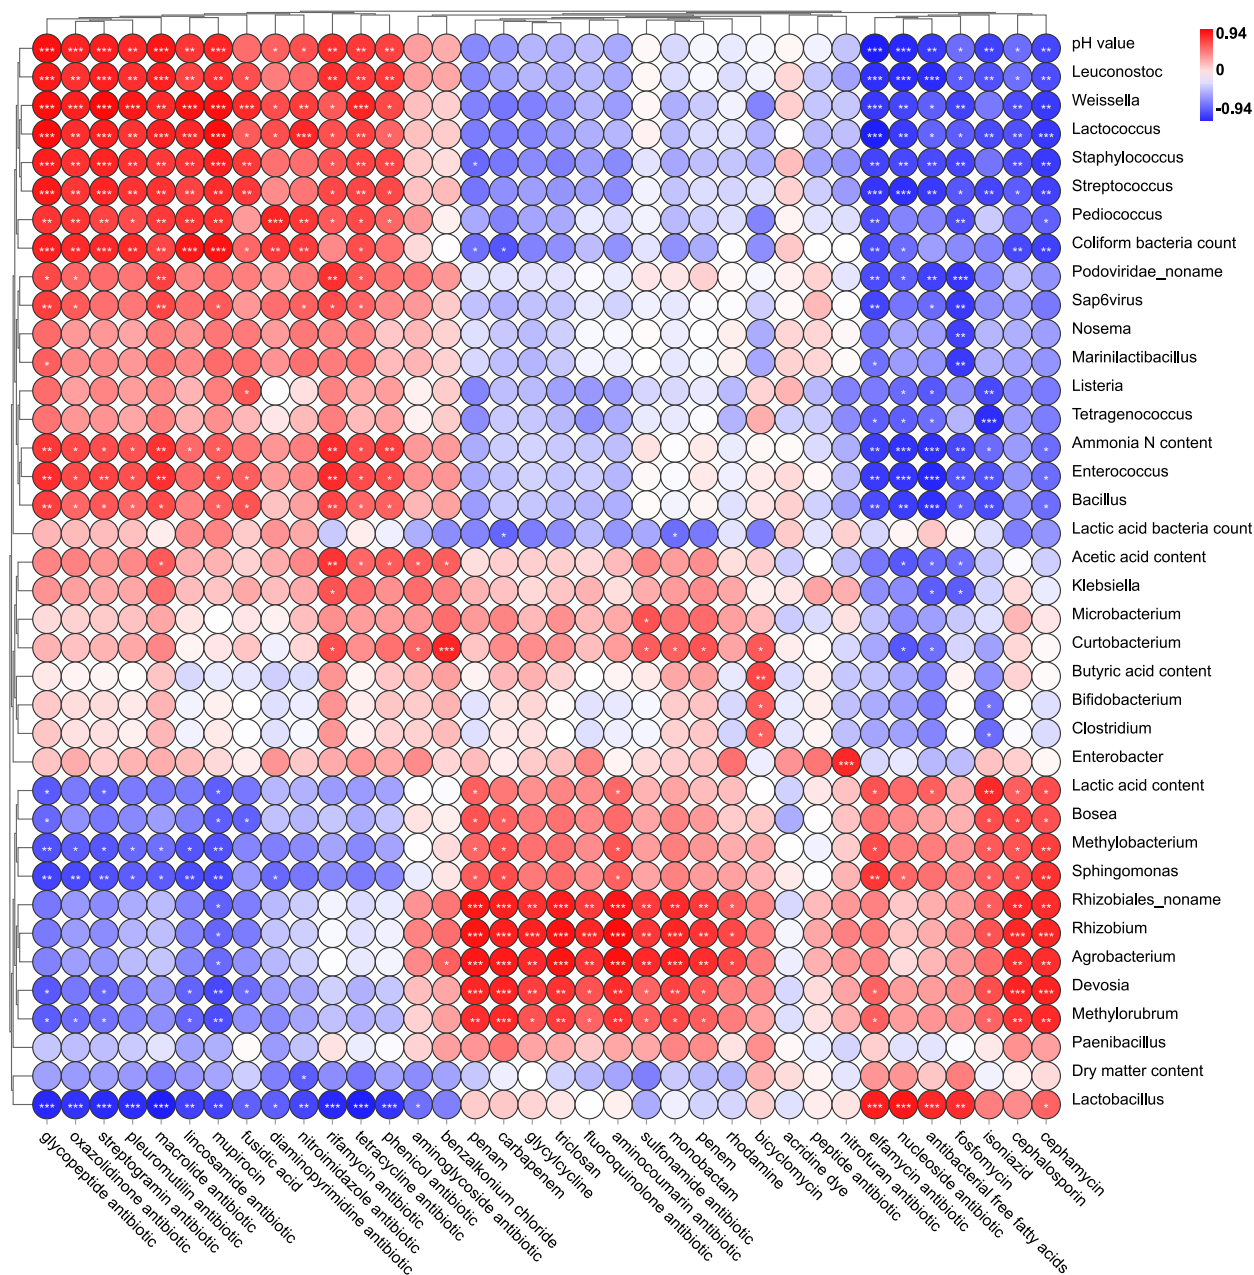 0.94
0
-0.94
pH value
Leuconostoc
Weissella
Lactococcus
Staphylococcus
Streptococcus
Pediococcus
Coliform bacteria count
Podoviridae_noname
Sap6virus
Nosema
Marinilactibacillus
Listeria
Tetragenococcus
Ammonia N content
Enterococcus
Bacillus
Lactic acid bacteria count
Acetic acid content
Klebsiella
Microbacterium
Curtobacterium
Butyric acid content
Bifidobacterium
Clostridium
Enterobacter
Lactic acid content
Bosea
Methylobacterium
Sphingomonas
Rhizobiales_noname
Rhizobium
Agrobacterium
Devosia
Methylorubrum
Paenibacillus
Dry matter content
Lactobacillus
glycopeptide antibiotic
oxazolidinone antibiotic
streptogramin antibiotic
pleuromutilin antibiotic
macrolide antibiotic
lincosamide antibiotic
mupirocin
fusidic acid
diaminopyrimidine antibiotic
nitroimidazole antibiotic
rifamycin antibiotic
tetracycline antibiotic
phenicol antibiotic
aminoglycoside antibiotic
benzalkonium chloride
penam
carbapenem
glycylcycline
triclosan
fluoroquinolone antibiotic
aminocoumarin antibiotic
sulfonamide antibiotic
monobactam
penem
rhodamine
bicyclomycin
acridine dye
peptide antibiotic
nitrofuran antibiotic
elfamycin antibiotic
nucleoside antibiotic
antibacterial free fatty acids
fosfomycin
isoniazid
cephalosporin
cephamycin